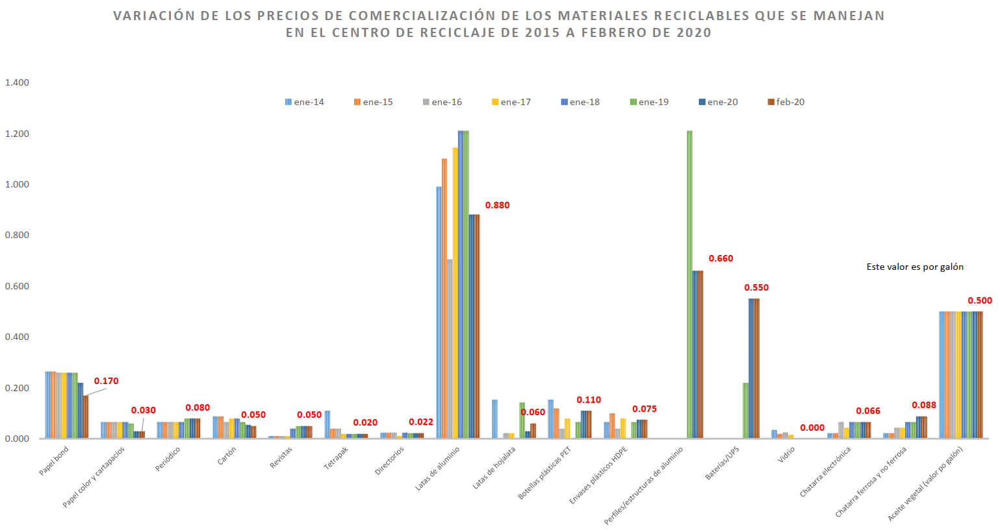 VARIACIÓN DE LOS PRECIOS DE COMERCIALIZACIÓN DE LOS MATERIALES RECICLABLES QUE SE MANEJAN
EN EL CENTRO DE RECICLAJE DE 2015 A FEBRERO DE 2020
1.400
ene-14 ene-15 ene-16 ene-17 ene-18 ene-19 ene-20 feb-20
1.200
1.000
0.800
0.600
0.400
0.200
0.000
0.170
0.030
0.080
0.050
0.050
0.020
0.022
0.880
0.060
0.110
0.075
0.660
0.550
0.000
0.066
0.088
Este valor es por galón
0.500
Papel bond
Papel color y cartapacios
Periódico
Cartón
Revistas
Tetrapak
Directorios
Latas de aluminio
Latas de hojalata
Botellas plásticas PET
Envases plásticos HDPE
Perfiles/estructuras de aluminio
Baterías/UPS
Vidrio
Chatarra electrónica
Chatarra ferrosa y no ferrosa
Aceite vegetal (valor po galón)